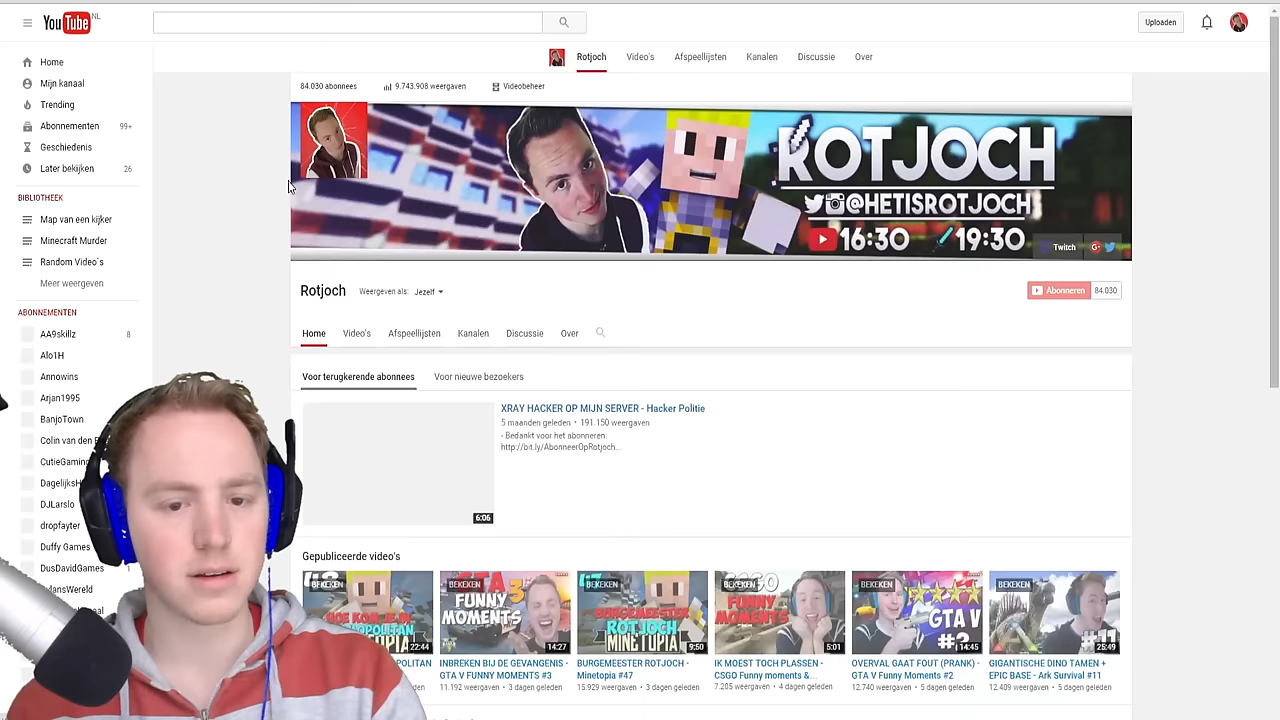 YouTube NL
Uploaden
Rotjoch Video's Afspeellijsten Kanalen Discussie Over
Home
Mijn kanaal
Trending
Abonnementen 99+
Geschiedenis
Later bekijken 26
BIBLIOTHEEK
Map van een kijker
Minecraft Murder
Random Video`s
Meer weergeven
ABONNEMENTEN
AA9skillz 8
Alo1H
Annowins
Arjan1995
BanjoTown
Colin van den
CutieGaming
DJLarslo
dropfayter
Duffy Games
DusDavidGames 1
84.030 abonnees 9.743.908 weergaven Videobeheer
ROTJOCH
@HETISROTJOCH
16:30 19:30
Twitch G+
Rotjoch Weergeven als: Jezelf
Abonneren 84.030
Home Video's Afspeellijsten Kanalen Discussie Over
Voor terugkerende abonnees Voor nieuwe bezoekers
XRAY HACKER OP MIJN SERVER - Hacker Politie
5 maanden geleden • 191.150 weergaven
- Bedankt voor het abonneren:
http://bit.ly/AbonneerOpRotjoch...
6:06
Gepubliceerde video's
BEKEKEN
22:44
BEKEKEN
GTA 3
FUNNY
MOMENTS
14:27
BEKEKEN
#47
BURGEMEESTER
ROTJOCH
MINETOPIA
9:50
BEKEKEN
CSGO
FUNNY
MOMENTS
5:01
BEKEKEN
GTA V
#2
14:45
BEKEKEN
#11
25:49
INBREKEN BIJ DE GEVANGENIS -
GTA V FUNNY MOMENTS #3
11.192 weergaven • 3 dagen geleden
BURGEMEESTER ROTJOCH -
Minetopia #47
15.929 weergaven • 3 dagen geleden
IK MOEST TOCH PLASSEN -
CSGO Funny moments &...
7.205 weergaven • 4 dagen geleden
OVERVAL GAAT FOUT (PRANK) -
GTA V Funny Moments #2
12.740 weergaven • 5 dagen geleden
GIGANTISCHE DINO TAMEN +
EPIC BASE - Ark Survival #11
12.409 weergaven • 5 dagen geleden